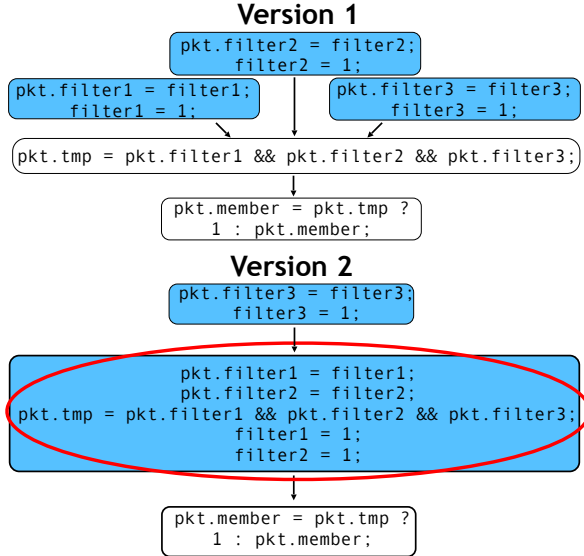 Version 1
pkt.filter2 = filter2;
filter2 = 1;
pkt.filter1 = filter1;
filter1 = 1;
pkt.filter3 = filter3;
filter3 = 1;
pkt.tmp = pkt.filter1 && pkt.filter2 && pkt.filter3;
pkt.member = pkt.tmp ?
1 : pkt.member;
Version 2
pkt.filter3 = filter3;
filter3 = 1;
pkt.filter1 = filter1;
pkt.filter2 = filter2;
pkt.tmp = pkt.filter1 && pkt.filter2 && pkt.filter3;
filter1 = 1;
filter2 = 1;
pkt.member = pkt.tmp ?
1 : pkt.member;